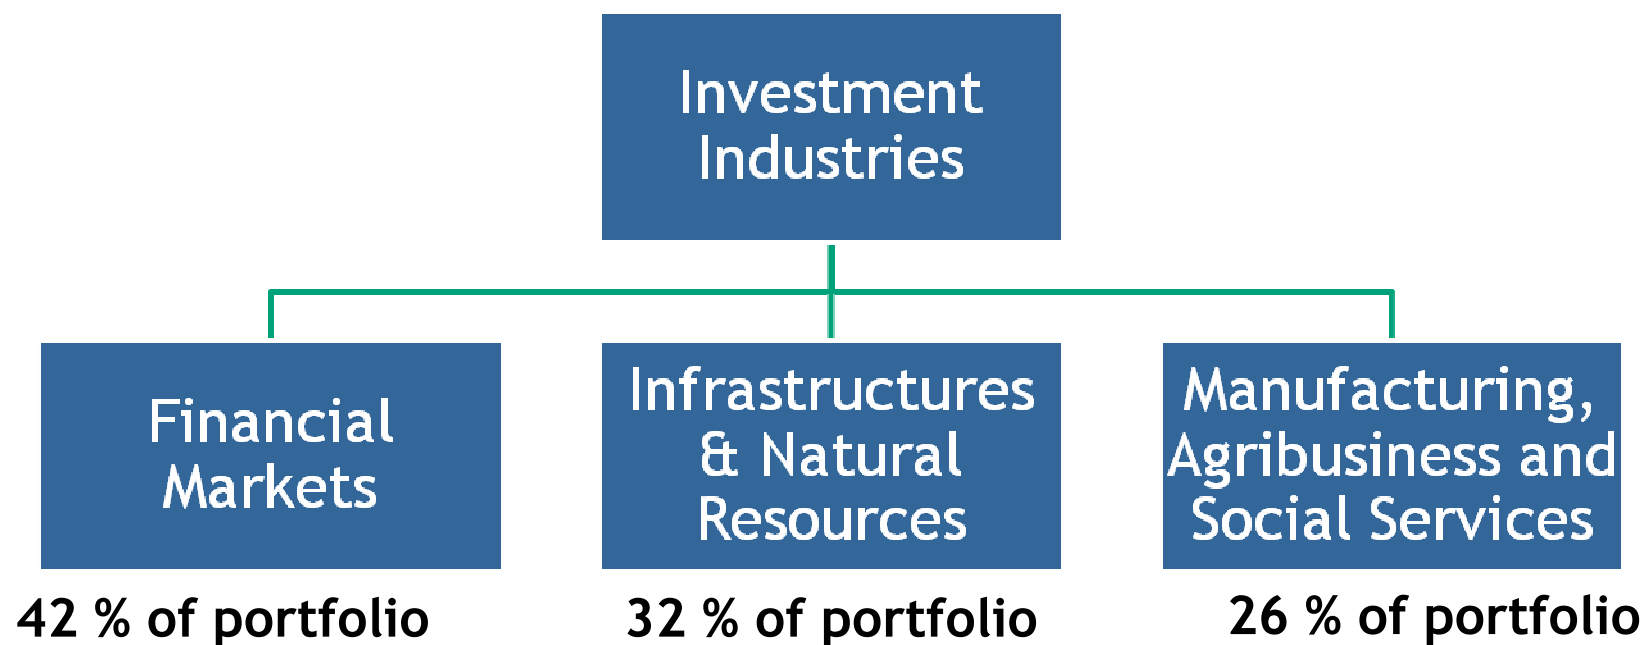 Investment
Industries
Financial
Markets
Infrastructures
& Natural
Resources
Manufacturing,
Agribusiness and
Social Services
42 % of portfolio
32 % of portfolio
26 % of portfolio